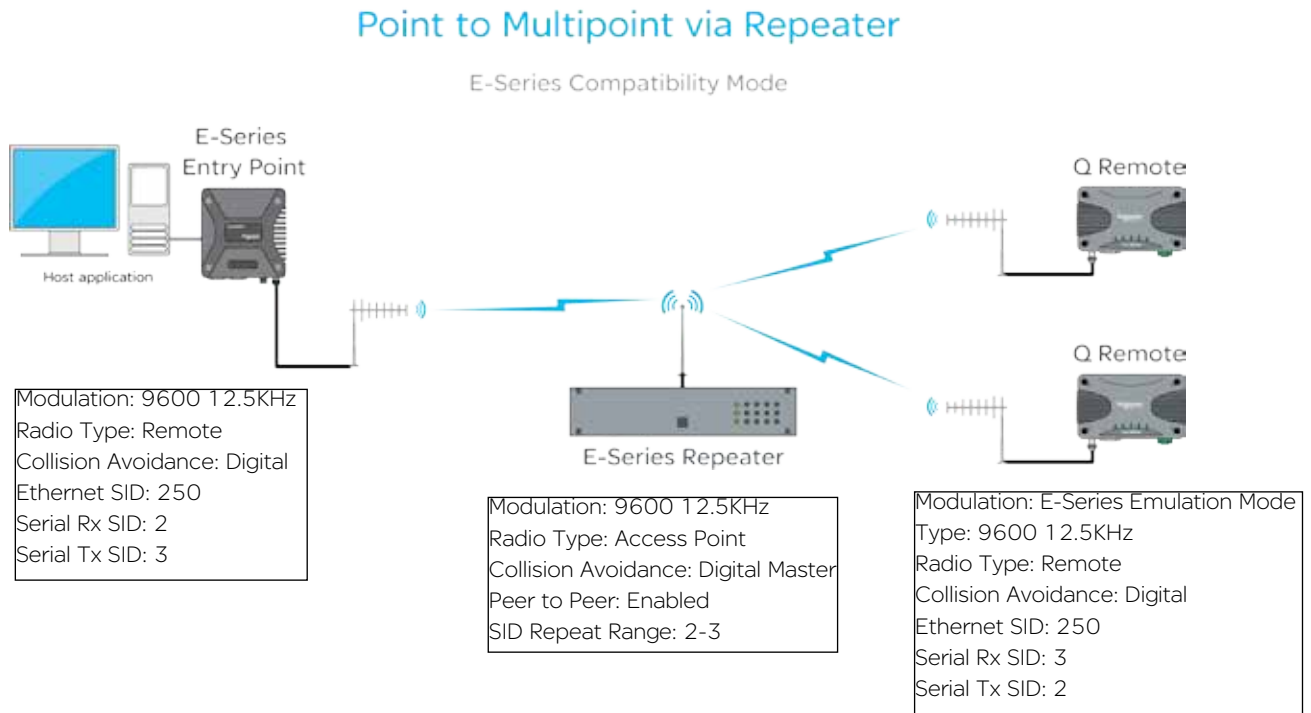 Point to Multipoint via Repeater
E-Series Compatibility Mode
E-Series
Entry Point
Host application
Q Remote
Q Remote
E-Series Repeater
Modulation: 9600 12.5KHz
Radio Type: Remote
Collision Avoidance: Digital
Ethernet SID: 250
Serial Rx SID: 2
Serial Tx SID: 3
Modulation: 9600 12.5KHz
Radio Type: Access Point
Collision Avoidance: Digital Master
Peer to Peer: Enabled
SID Repeat Range: 2-3
Modulation: E-Series Emulation Mode
Type: 9600 12.5KHz
Radio Type: Remote
Collision Avoidance: Digital
Ethernet SID: 250
Serial Rx SID: 3
Serial Tx SID: 2